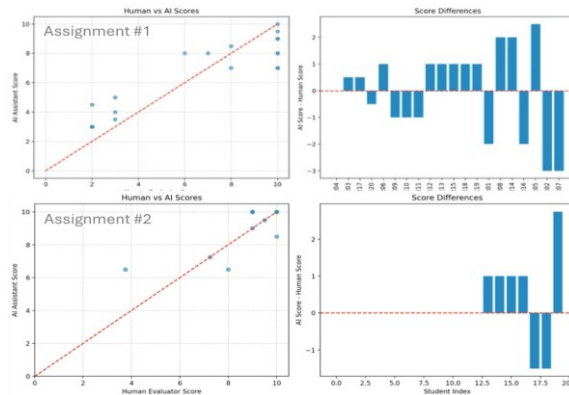 Human vs AI Scores
Assignment #1
AI Assistant Score
10
8
6
4
2
0
0 2 4 6 8 10
Score Differences
AI Score - Human Score
2
1
0
−1
−2
−3
:04 :03 :17 :20 :06 :09 :10 :11 :12 :13 :15 :18 :19 :01 :08 :14 :16 :05 :02 :07
Human vs AI Scores
Assignment #2
AI Assistant Score
10
8
6
4
2
0
0 2 4 6 8 10
Human Evaluator Score
Score Differences
AI Score - Human Score
2
1
0
−1
0.0 2.5 5.0 7.5 10.0 12.5 15.0 17.5 20
Student Index